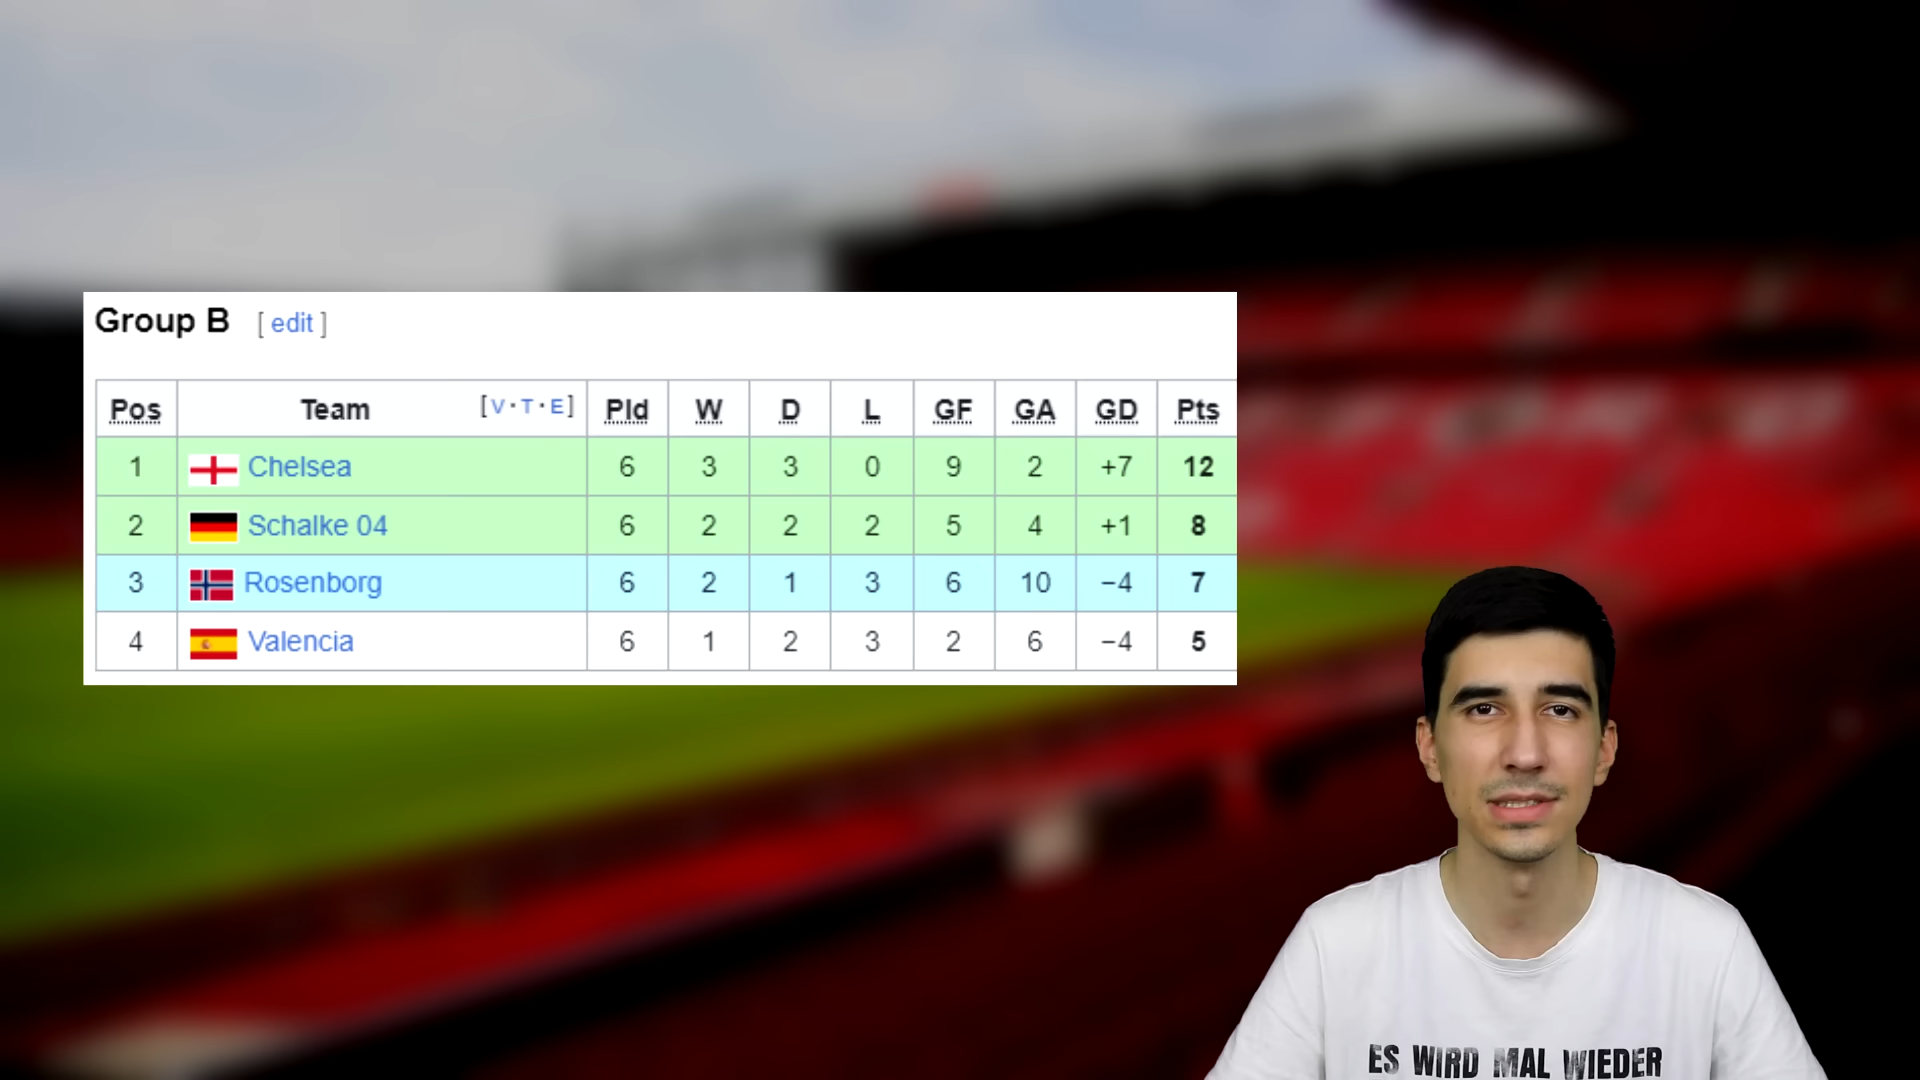 Group B [ edit ]
Pos Team [V·T·E] Pld W D L GF GA GD Pts
1 Chelsea 6 3 3 0 9 2 +7 12
2 Schalke 04 6 2 2 2 5 4 +1 8
3 Rosenborg 6 2 1 3 6 10 −4 7
4 Valencia 6 1 2 3 2 6 −4 5
ES WIRD MAL WIEDER